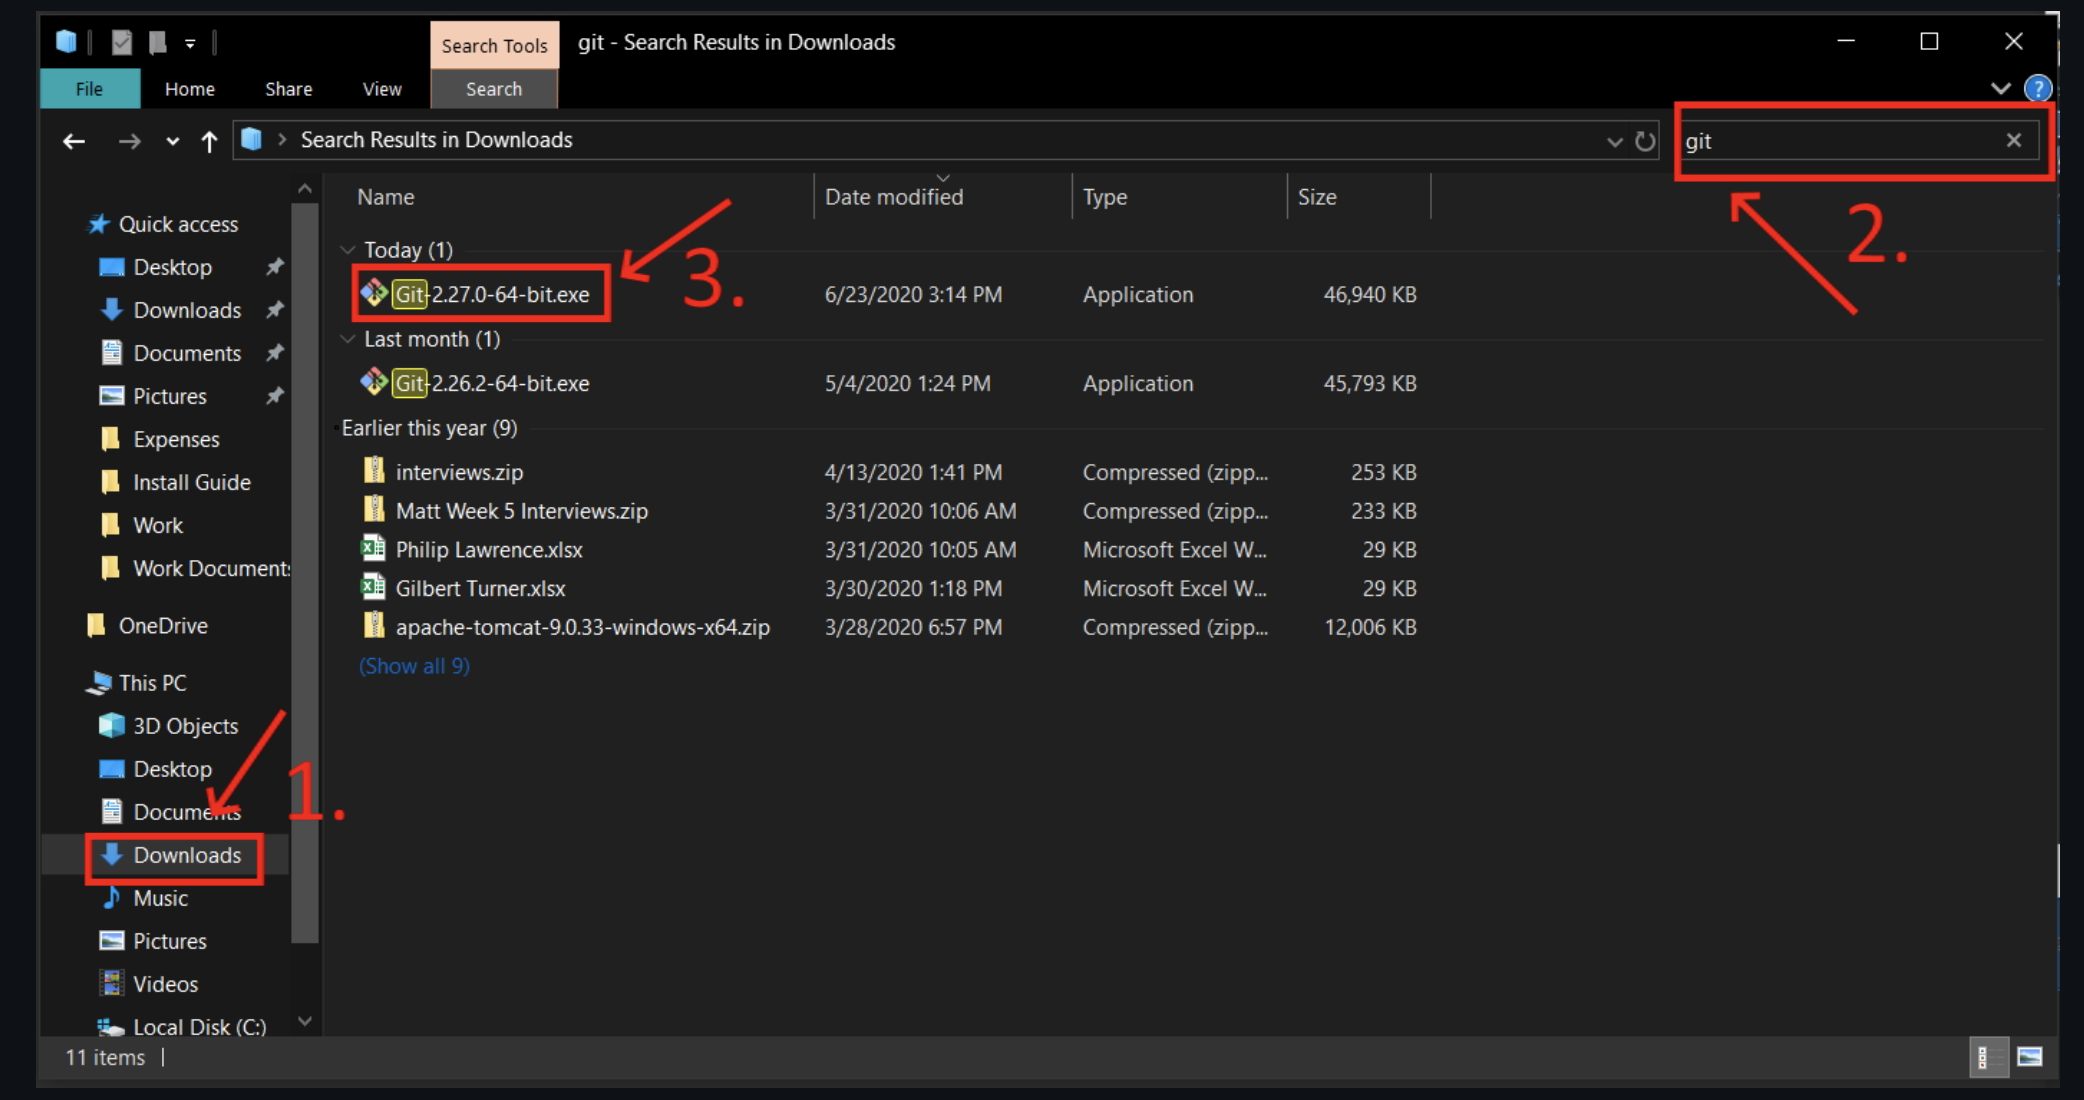 Search Tools
git - Search Results in Downloads
File
Home
Share
View
Search
?
Search Results in Downloads
git
2.
Name
Date modified
Type
Size
Quick access
Desktop
Downloads
Documents
Pictures
Expenses
Install Guide
Work
Work Document
OneDrive
This PC
3D Objects
Desktop
Documents
1.
Downloads
Music
Pictures
Videos
Local Disk (C:)
Today (1)
3.
Git-2.27.0-64-bit.exe 6/23/2020 3:14 PM Application 46,940 KB
Last month (1)
Git-2.26.2-64-bit.exe 5/4/2020 1:24 PM Application 45,793 KB
Earlier this year (9)
interviews.zip 4/13/2020 1:41 PM Compressed (zipp... 253 KB
Matt Week 5 Interviews.zip 3/31/2020 10:06 AM Compressed (zipp... 233 KB
Philip Lawrence.xlsx 3/31/2020 10:05 AM Microsoft Excel W... 29 KB
Gilbert Turner.xlsx 3/30/2020 1:18 PM Microsoft Excel W... 29 KB
apache-tomcat-9.0.33-windows-x64.zip 3/28/2020 6:57 PM Compressed (zipp... 12,006 KB
(Show all 9)
11 items